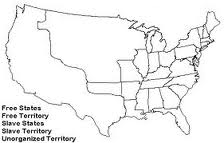 Free States
Free Territory
Slave States
Slave Territory
Unorganized Territory